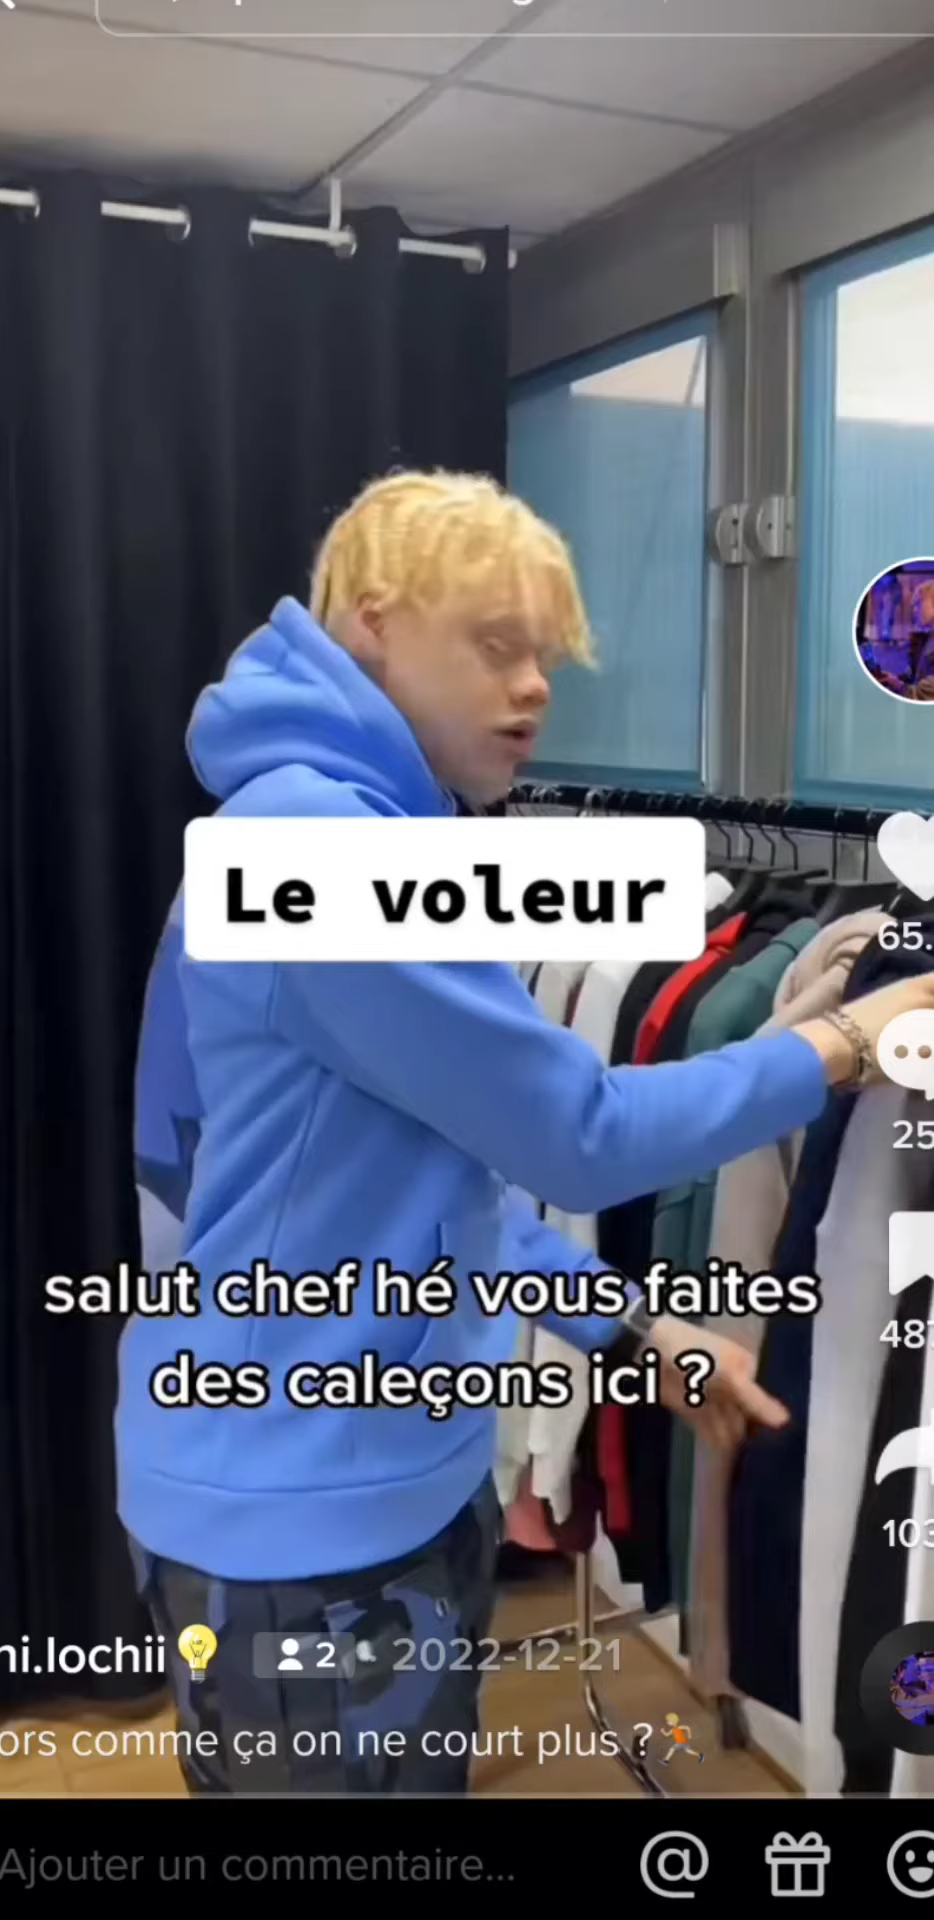 Le voleur
salut chef hé vous faites
des caleçons ici ?
65.
25
487
103
ni.lochii💡 2 · 2022-12-21
ors comme ça on ne court plus ?🏃
Ajouter un commentaire...